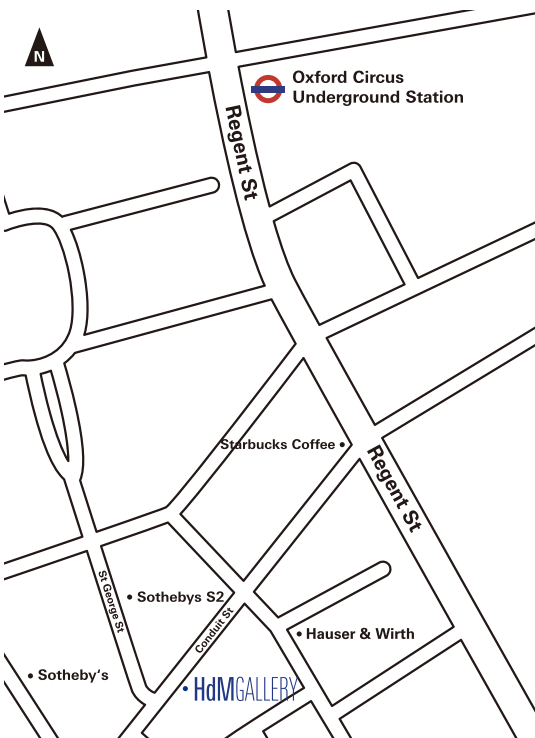 N
Oxford Circus
Underground Station
Regent St
Starbucks Coffee
Regent St
St George St
Sothebys S2
Conduit St
Hauser & Wirth
Sotheby's
HdMGALLERY